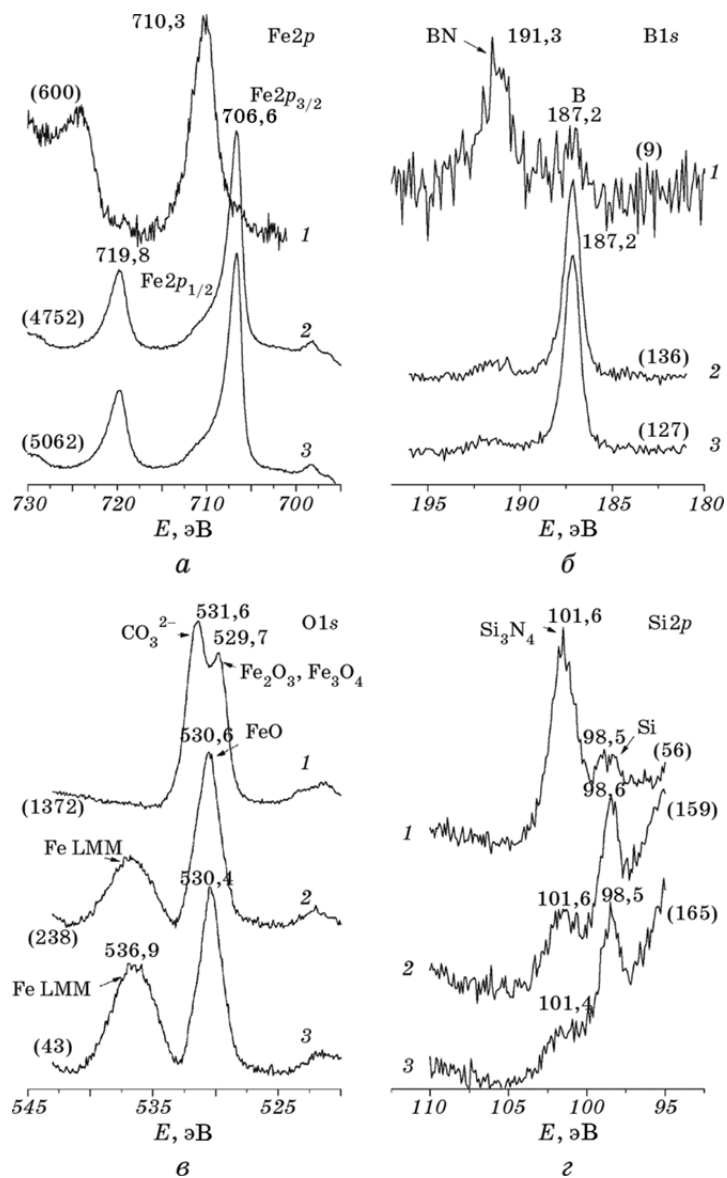 710,3
Fe2p
(600)
Fe2p3/2
706,6
1
719,8
Fe2p1/2
(4752)
2
(5062)
3
730 720 710 700
E, эВ
а
BN
191,3
B1s
B
187,2
(9)
1
187,2
(136)
2
(127)
3
195 190 185 180
E, эВ
б
531,6
O1s
CO3 2–
529,7
Fe2O3, Fe3O4
530,6
FeO
1
(1372)
Fe LMM
530,4
2
(238)
536,9
Fe LMM
3
(43)
545 535 525
E, эВ
в
101,6
Si2p
Si3N4
98,5
Si
(56)
98,6
1
(159)
101,6
98,5
(165)
2
101,4
3
110 105 100 95
E, эВ
г